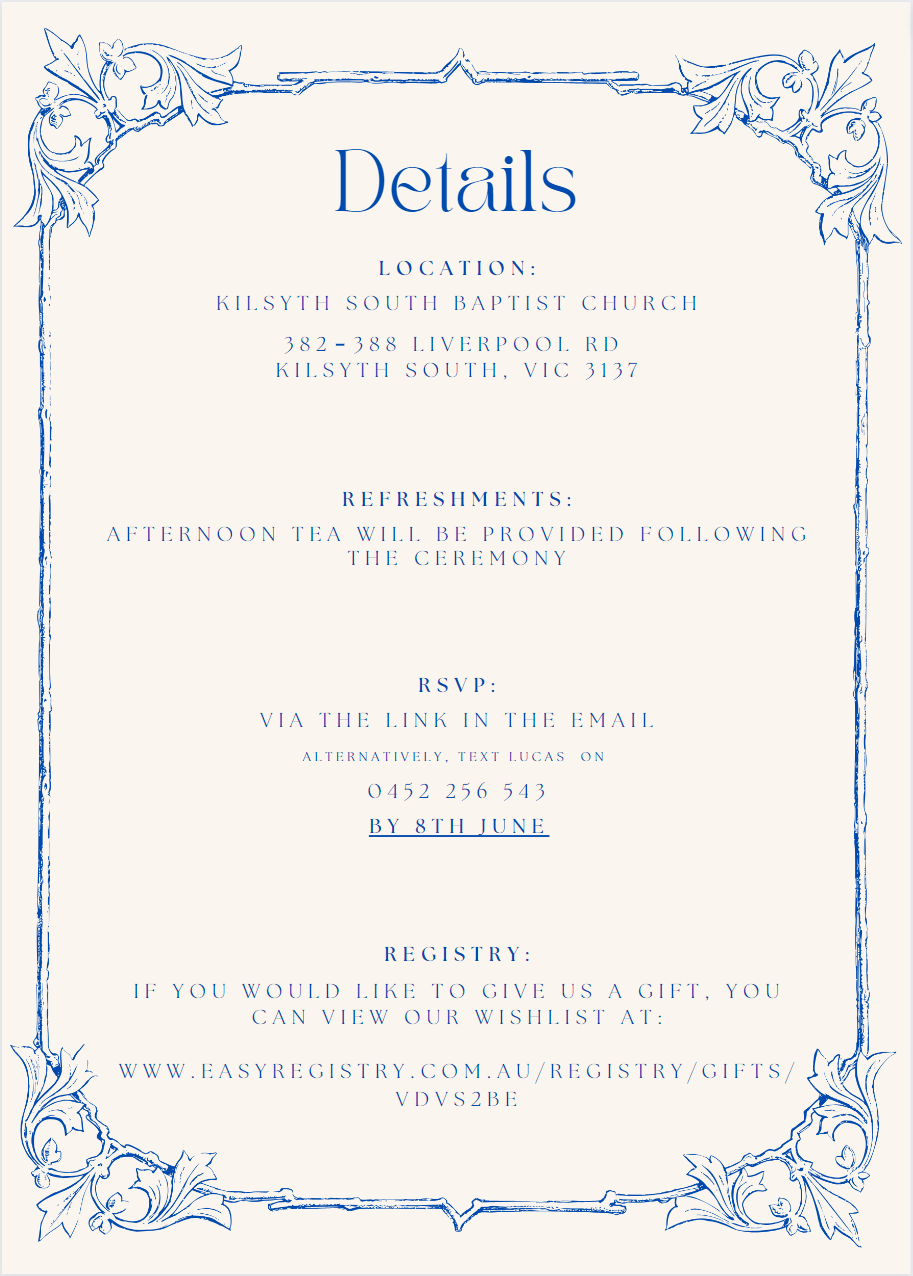 Details
LOCATION:
KILSYTH SOUTH BAPTIST CHURCH
382-388 LIVERPOOL RD
KILSYTH SOUTH, VIC 3137
REFRESHMENTS:
AFTERNOON TEA WILL BE PROVIDED FOLLOWING
THE CEREMONY
RSVP:
VIA THE LINK IN THE EMAIL
ALTERNATIVELY, TEXT LUCAS ON
0452 256 543
BY 8TH JUNE
REGISTRY:
IF YOU WOULD LIKE TO GIVE US A GIFT, YOU
CAN VIEW OUR WISHLIST AT:
WWW.EASYREGISTRY.COM.AU/REGISTRY/GIFTS/
VDVS2BE